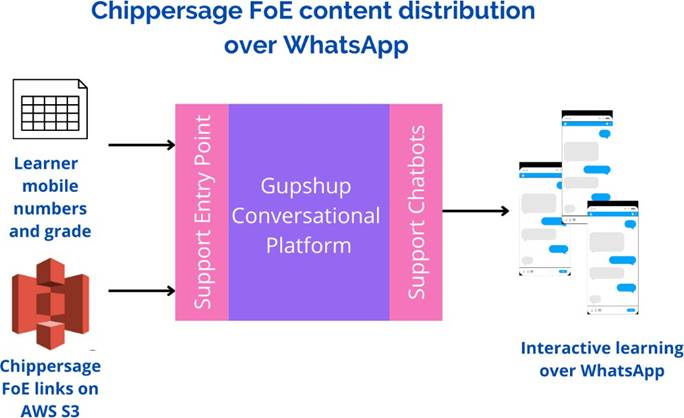 Chippersage FoE content distribution
over WhatsApp
Learner
mobile
numbers
and grade
Chippersage
FoE links on
AWS S3
Support Entry Point
Gupshup
Conversational
Platform
Support Chatbots
Interactive learning
over WhatsApp